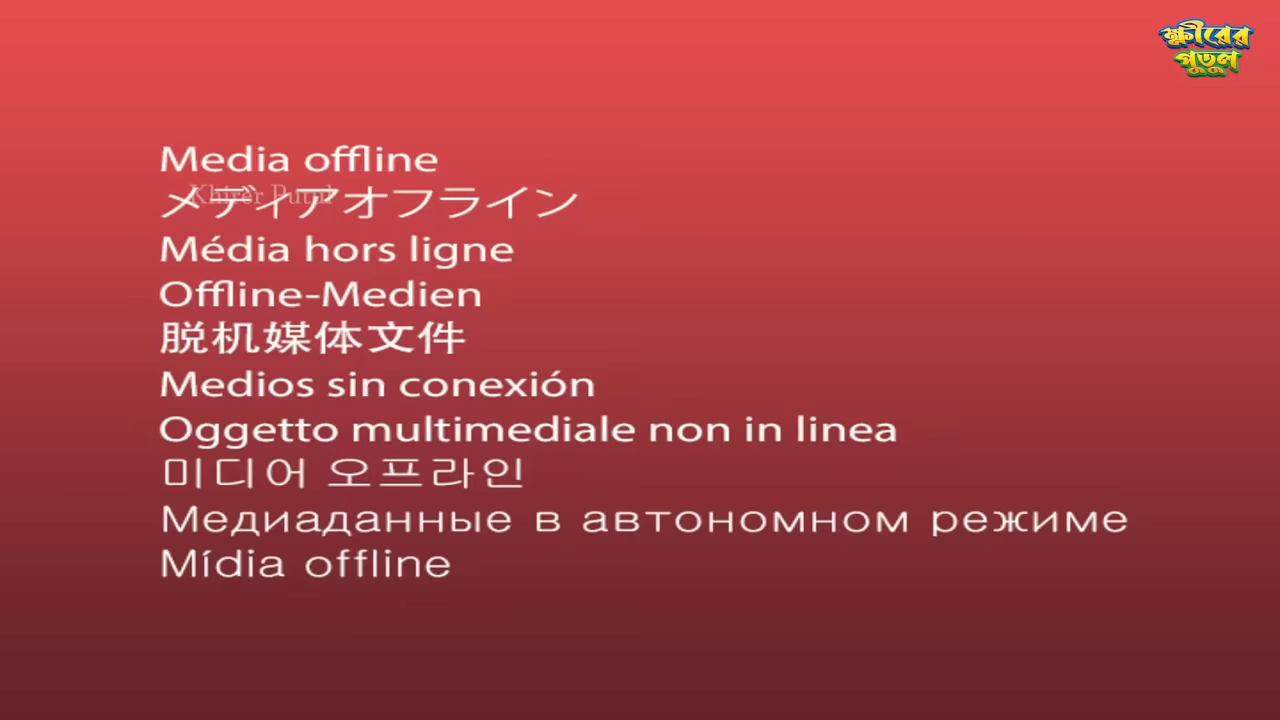 ক্ষীরের
পুতুল
Media offline
Khirer Putul
メディアオフライン
Média hors ligne
Offline-Medien
脱机媒体文件
Medios sin conexión
Oggetto multimediale non in linea
미디어 오프라인
Медиаданные в автономном режиме
Mídia offline